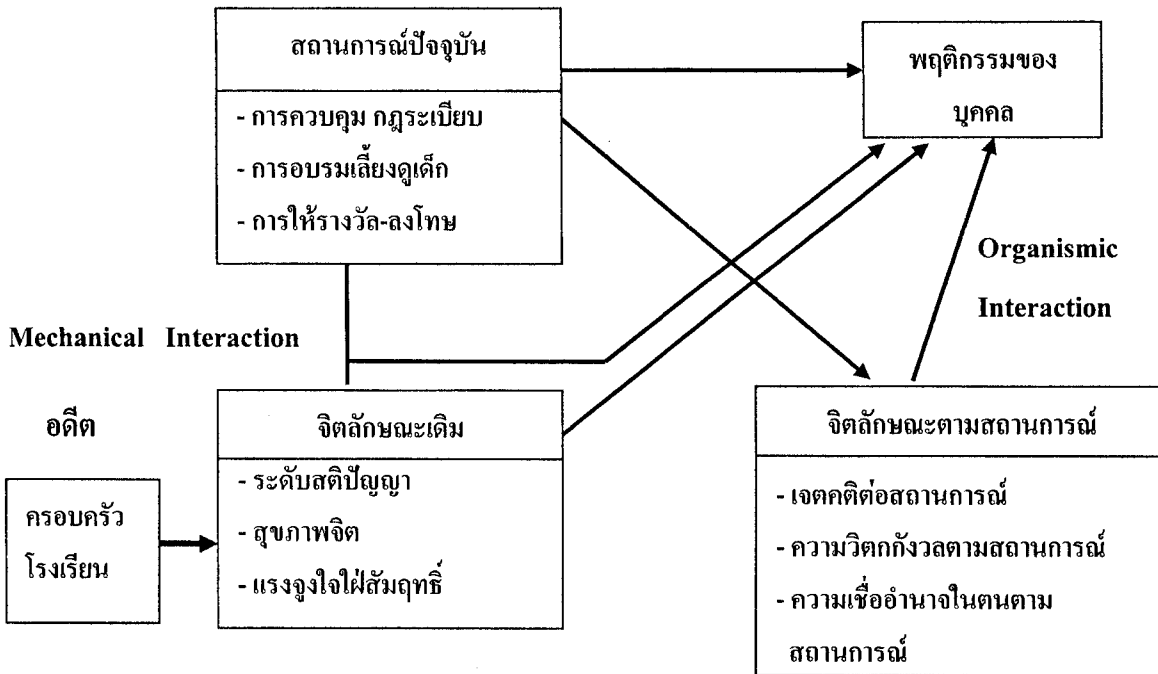 สถานการณ์ปัจจุบัน
- การควบคุม กฎระเบียบ
- การอบรมเลี้ยงดูเด็ก
- การให้รางวัล-ลงโทษ
พฤติกรรมของ
บุคคล
Organismic
Interaction
Mechanical Interaction
อดีต
ครอบครัว
โรงเรียน
จิตลักษณะเดิม
- ระดับสติปัญญา
- สุขภาพจิต
- แรงจูงใจใฝ่สัมฤทธิ์
จิตลักษณะตามสถานการณ์
- เจตคติต่อสถานการณ์
- ความวิตกกังวลตามสถานการณ์
- ความเชื่ออำนาจในตนตาม
สถานการณ์